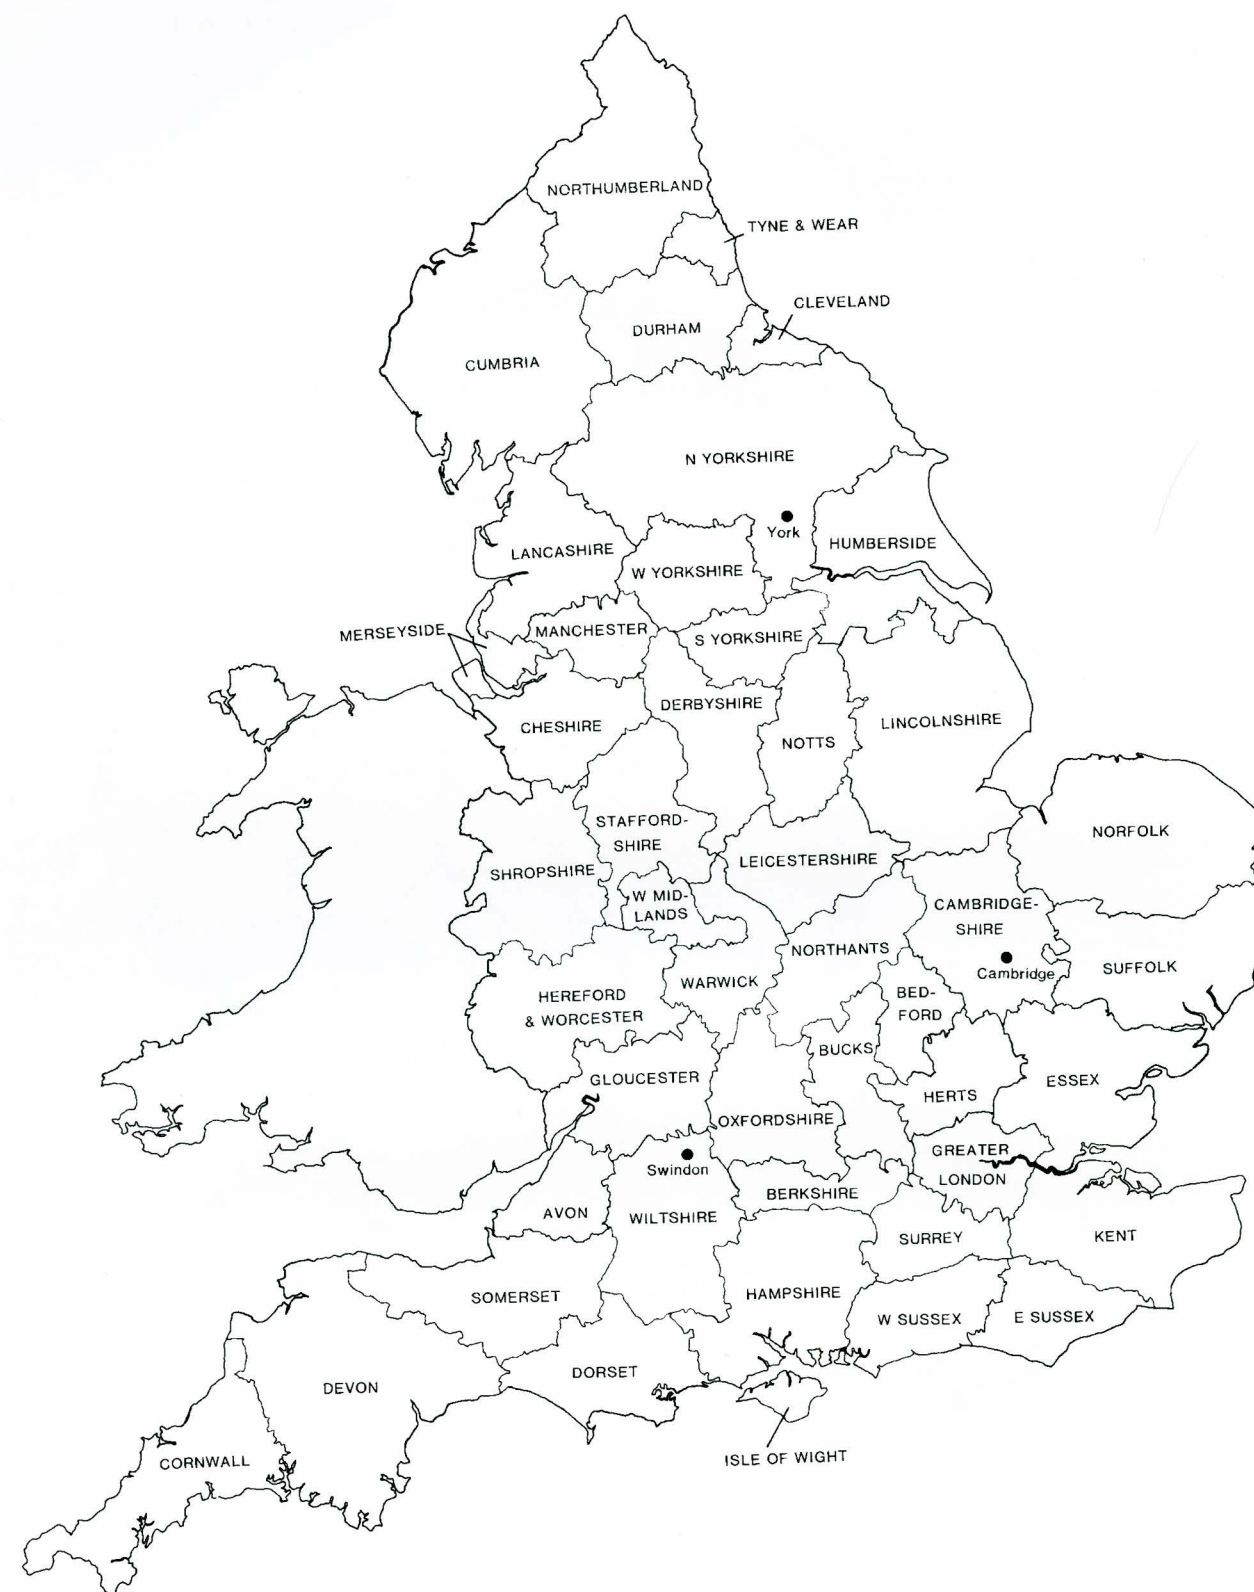 NORTHUMBERLAND
TYNE & WEAR
CLEVELAND
DURHAM
CUMBRIA
N YORKSHIRE
York
HUMBERSIDE
LANCASHIRE
W YORKSHIRE
MERSEYSIDE
MANCHESTER
S YORKSHIRE
DERBYSHIRE
CHESHIRE
LINCOLNSHIRE
NOTTS
STAFFORD-
SHIRE
NORFOLK
LEICESTERSHIRE
SHROPSHIRE
W MID-
LANDS
CAMBRIDGE-
SHIRE
NORTHANTS
Cambridge
SUFFOLK
WARWICK
HEREFORD
& WORCESTER
BED-
FORD
BUCKS
GLOUCESTER
ESSEX
HERTS
OXFORDSHIRE
GREATER
LONDON
Swindon
BERKSHIRE
AVON
WILTSHIRE
SURREY
KENT
SOMERSET
HAMPSHIRE
W SUSSEX
E SUSSEX
DORSET
DEVON
ISLE OF WIGHT
CORNWALL